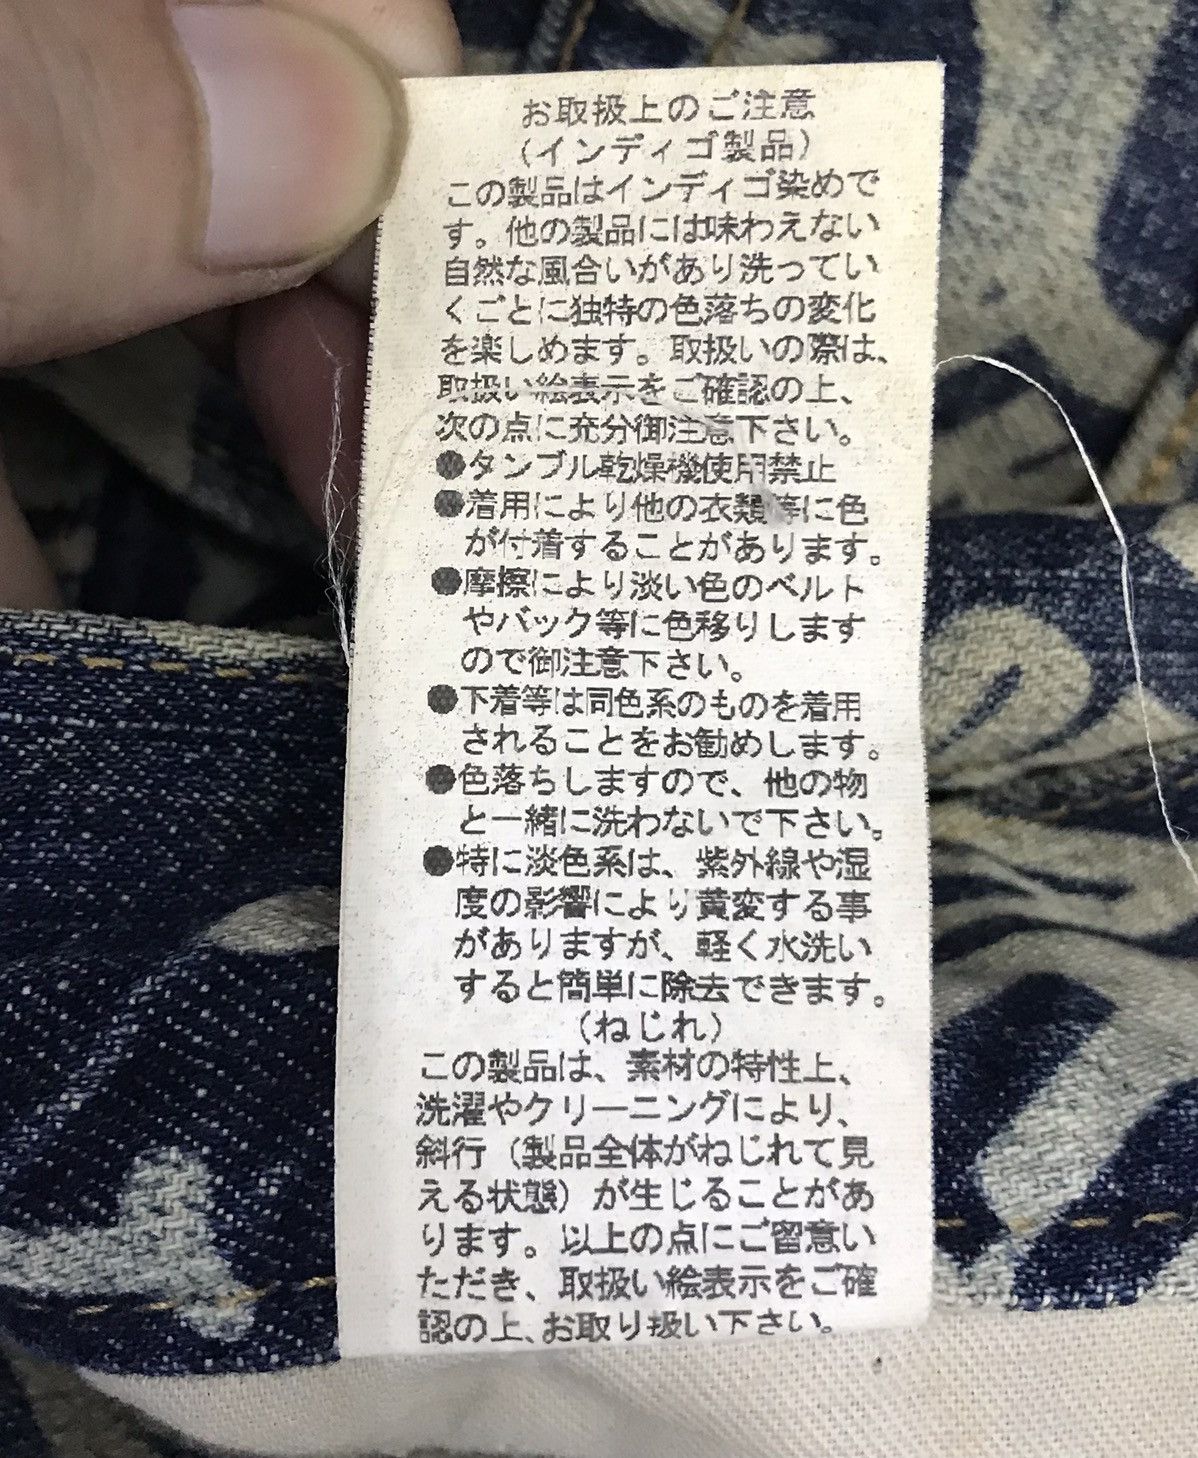 お取扱上のご注意
（インディゴ製品）
この製品はインディゴ染めで
す。他の製品には味わえない
自然な風合いがあり洗ってい
くごとに独特の色落ちの変化
を楽しめます。取扱いの際は、
取扱い絵表示をご確認の上、
次の点に充分御注意下さい。
●タンブル乾燥機使用禁止
●着用により他の衣類等に色
が付着することがあります。
●摩擦により淡い色のベルト
やバック等に色移りします
ので御注意下さい。
●下着等は同色系のものを着用
されることをお勧めします。
●色落ちしますので、他の物
と一緒に洗わないで下さい。
●特に淡色系は、紫外線や湿
度の影響により黄変する事
がありますが、軽く水洗い
すると簡単に除去できます。
（ねじれ）
この製品は、素材の特性上、
洗濯やクリーニングにより、
斜行（製品全体がねじれて見
える状態）が生じることがあ
ります。以上の点にご留意い
ただき、取扱い絵表示をご確
認の上、お取り扱い下さい。